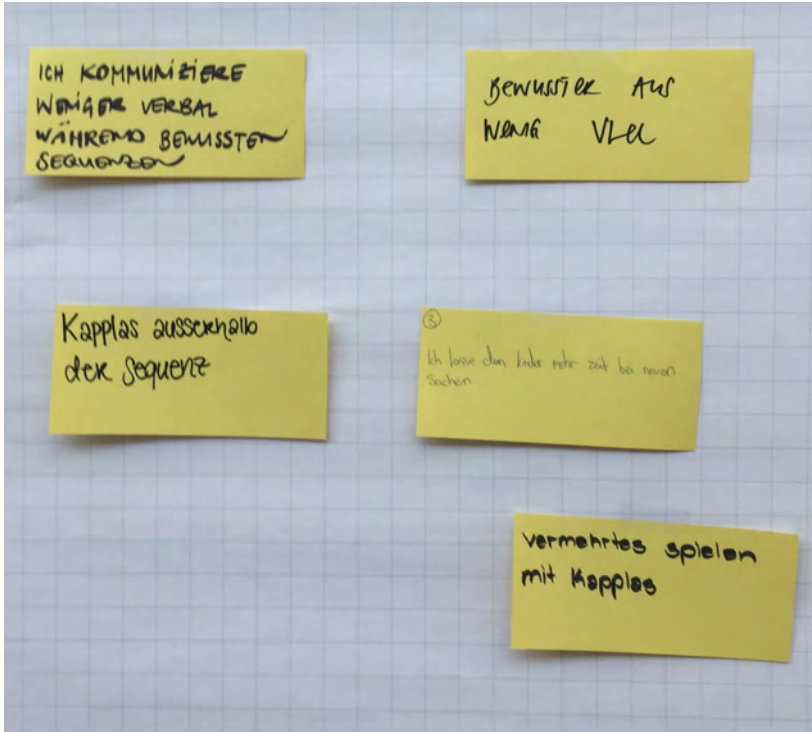 ICH KOMMUNIZIERE
WENIGER VERBAL
WÄHREND BEWUSSTEN
SEQUENZEN
BEWUSSTER AUS
WENIG VIEL
Kapplas ausserhalb
der Sequenz
③
Ich lasse den kinder mehr zeit bei neuen
Sachen
vermehrtes spielen
mit Kapplas